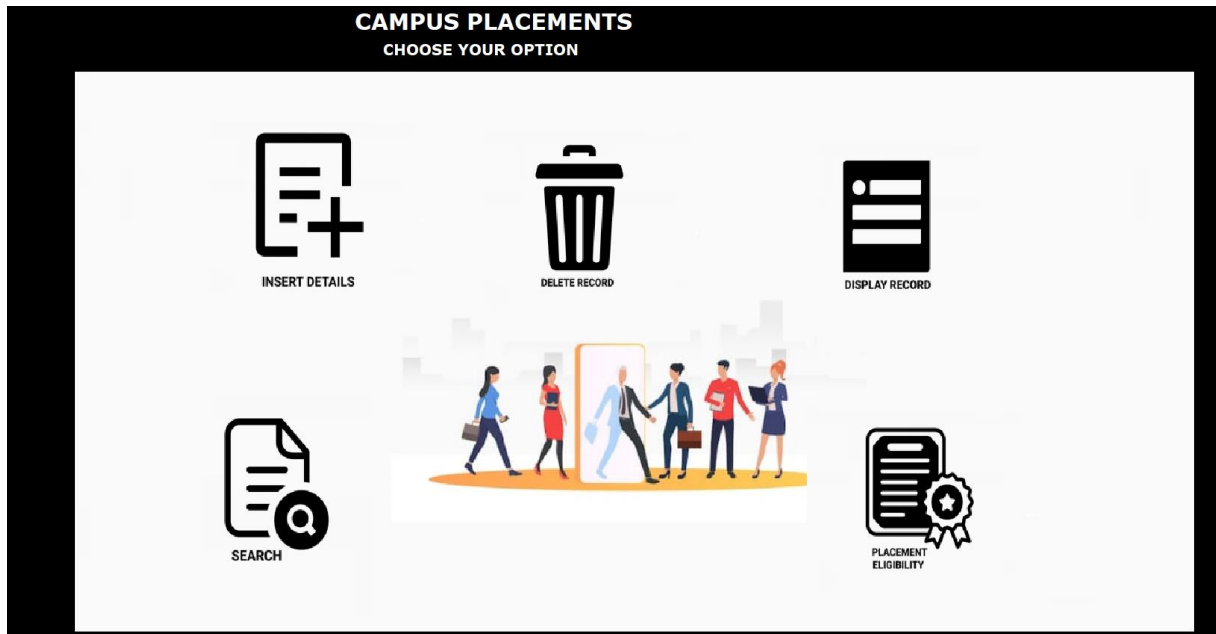 CAMPUS PLACEMENTS
CHOOSE YOUR OPTION
INSERT DETAILS
DELETE RECORD
DISPLAY RECORD
SEARCH
PLACEMENT
ELIGIBILITY